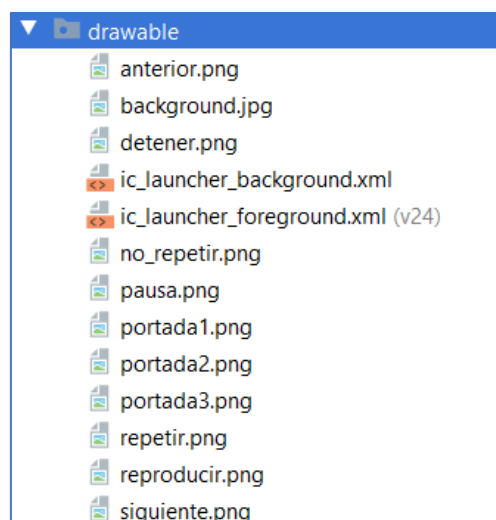 drawable
anterior.png
background.jpg
detener.png
ic_launcher_background.xml
ic_launcher_foreground.xml (v24)
no_repetir.png
pausa.png
portada1.png
portada2.png
portada3.png
repetir.png
reproducir.png
siguiente.png